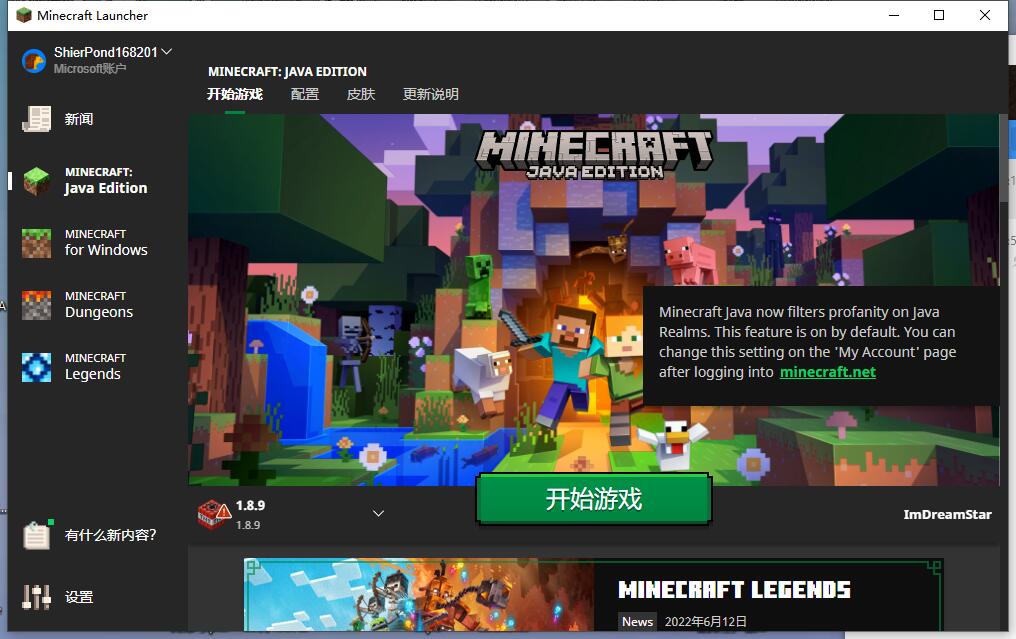 Minecraft Launcher
ShierPond168201
Microsoft账户
新闻
MINECRAFT:
Java Edition
MINECRAFT
for Windows
MINECRAFT
Dungeons
MINECRAFT
Legends
有什么新内容?
设置
MINECRAFT: JAVA EDITION
开始游戏 配置 皮肤 更新说明
MINECRAFT
JAVA EDITION
Minecraft Java now filters profanity on Java
Realms. This feature is on by default. You can
change this setting on the 'My Account' page
after logging into minecraft.net
1.8.9
1.8.9
开始游戏
ImDreamStar
MINECRAFT LEGENDS
News 2022年6月12日